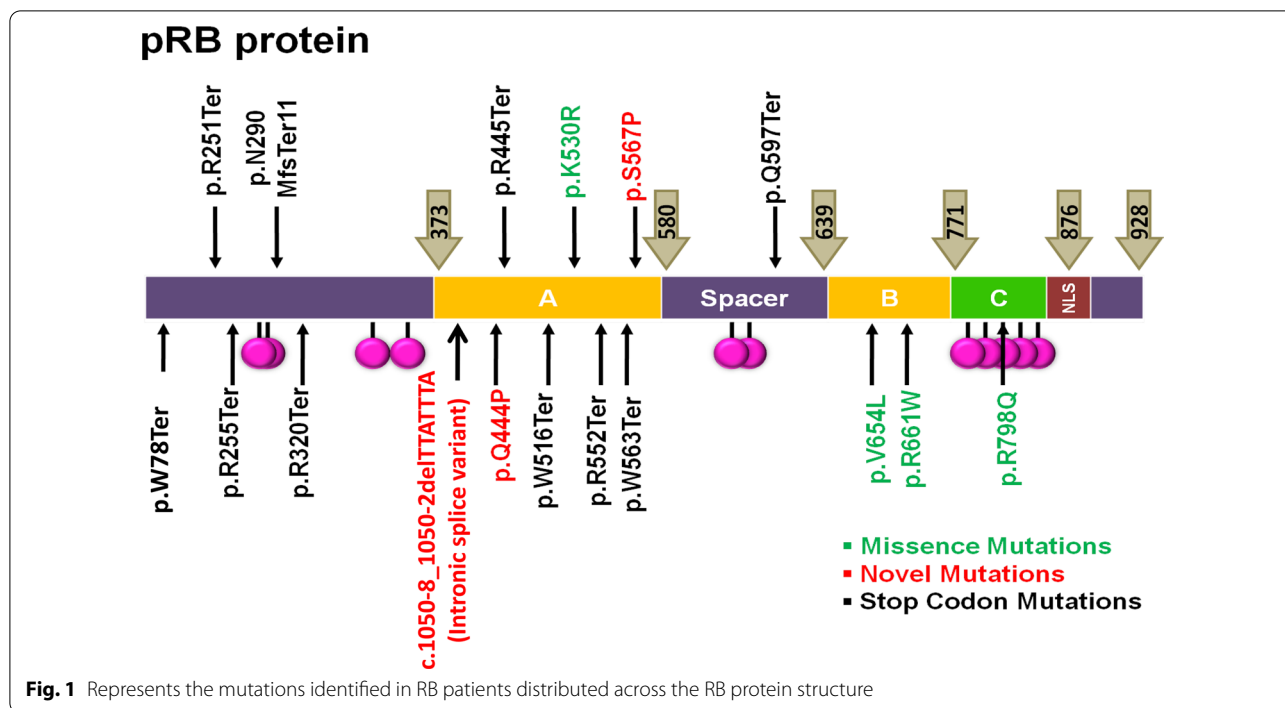 pRB protein
p.R251Ter
p.N290
MfsTer11
p.R445Ter
p.K530R
p.S567P
p.Q597Ter
373
580
639
771
876
928
A
Spacer
B
C
NLS
p.W78Ter
p.R255Ter
p.R320Ter
c.1050-8_1050-2delTTATTTA
(Intronic splice variant)
p.Q444P
p.W516Ter
p.R552Ter
p.W563Ter
p.V654L
p.R661W
p.R798Q
▪ Missence Mutations
▪ Novel Mutations
▪ Stop Codon Mutations
Fig. 1 Represents the mutations identified in RB patients distributed across the RB protein structure